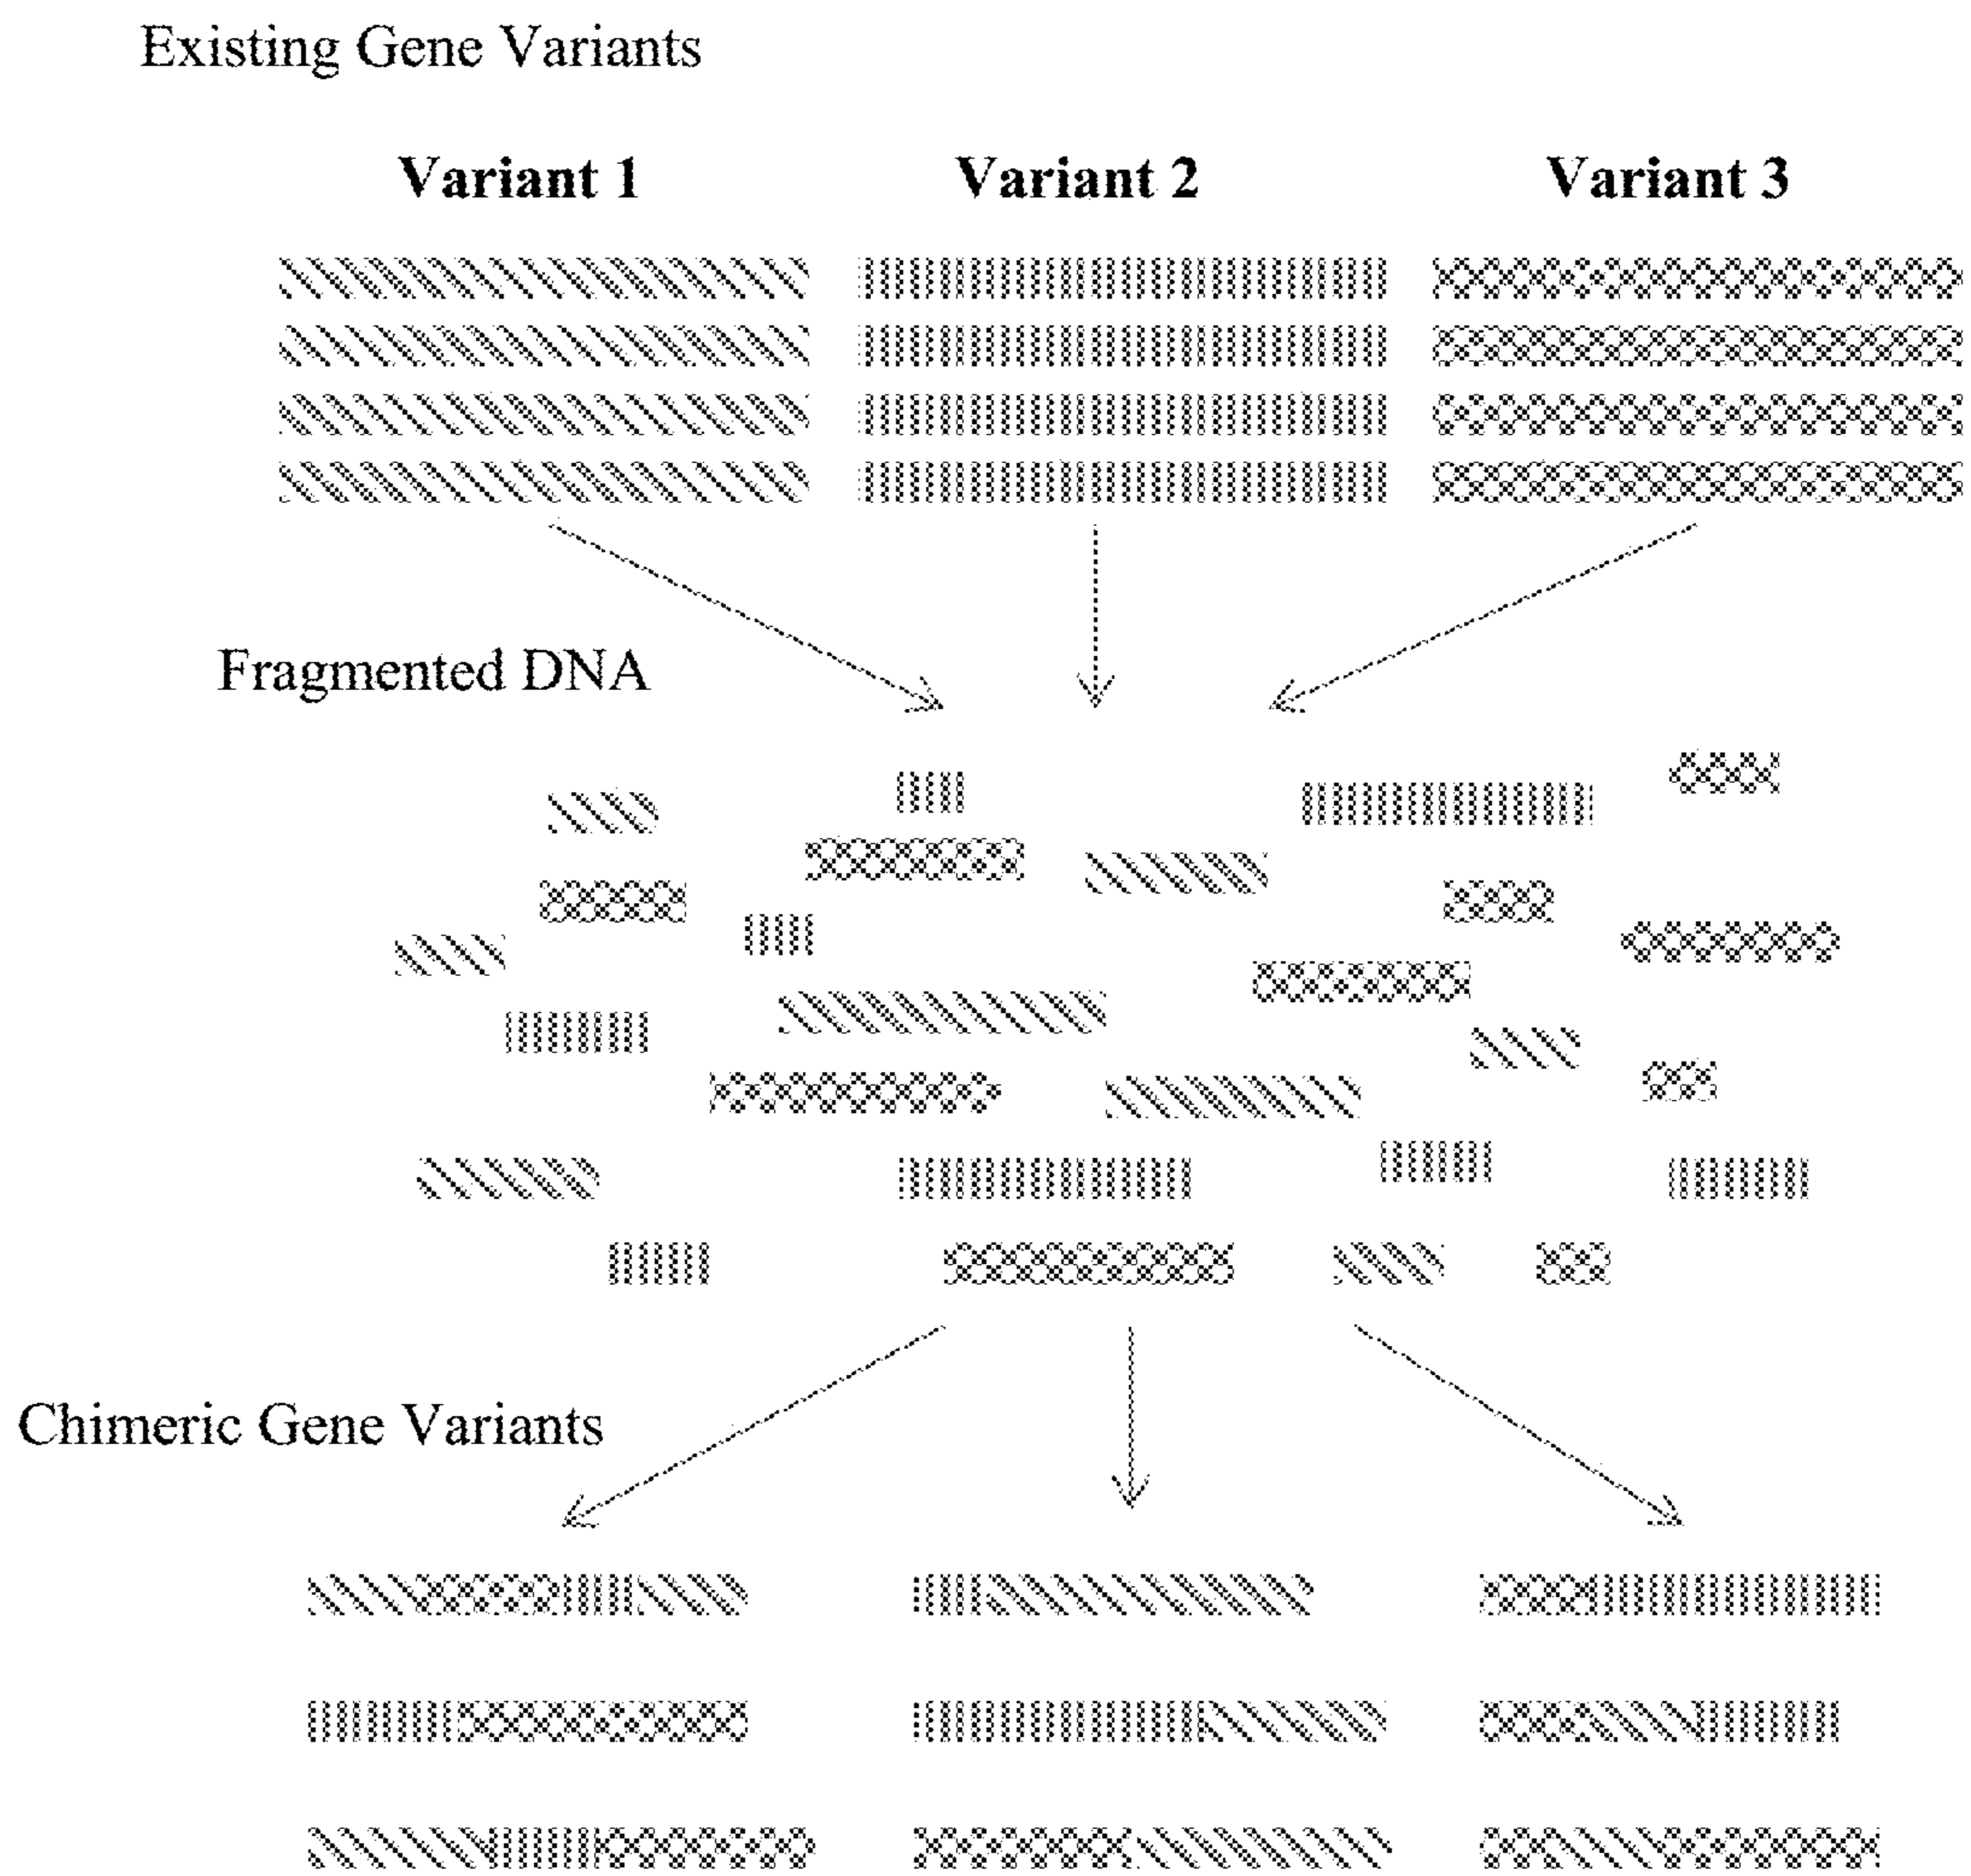 Existing Gene Variants
Variant 1 Variant 2 Variant 3
Fragmented DNA
Chimeric Gene Variants